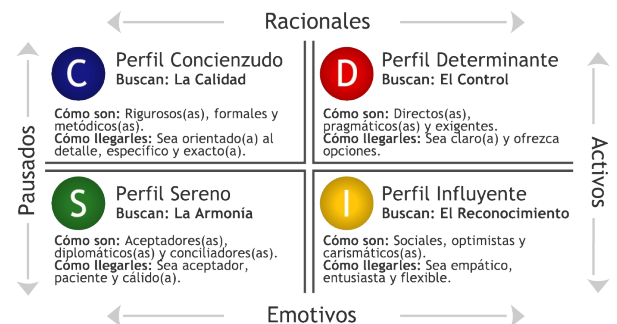 Racionales
C
Perfil Concienzudo
Buscan: La Calidad
Cómo son: Rigurosos(as), formales y
metódicos(as).
Cómo llegarles: Sea orientado(a) al
detalle, específico y exacto(a).
D
Perfil Determinante
Buscan: El Control
Cómo son: Directos(as),
pragmáticos(as) y exigentes.
Cómo llegarles: Sea claro(a) y ofrezca
opciones.
Pausados
Activos
S
Perfil Sereno
Buscan: La Armonía
Cómo son: Aceptadores(as),
diplomáticos(as) y conciliadores(as).
Cómo llegarles: Sea aceptador,
paciente y cálido(a).
I
Perfil Influyente
Buscan: El Reconocimiento
Cómo son: Sociales, optimistas y
carismáticos(as).
Cómo llegarles: Sea empático,
entusiasta y flexible.
Emotivos